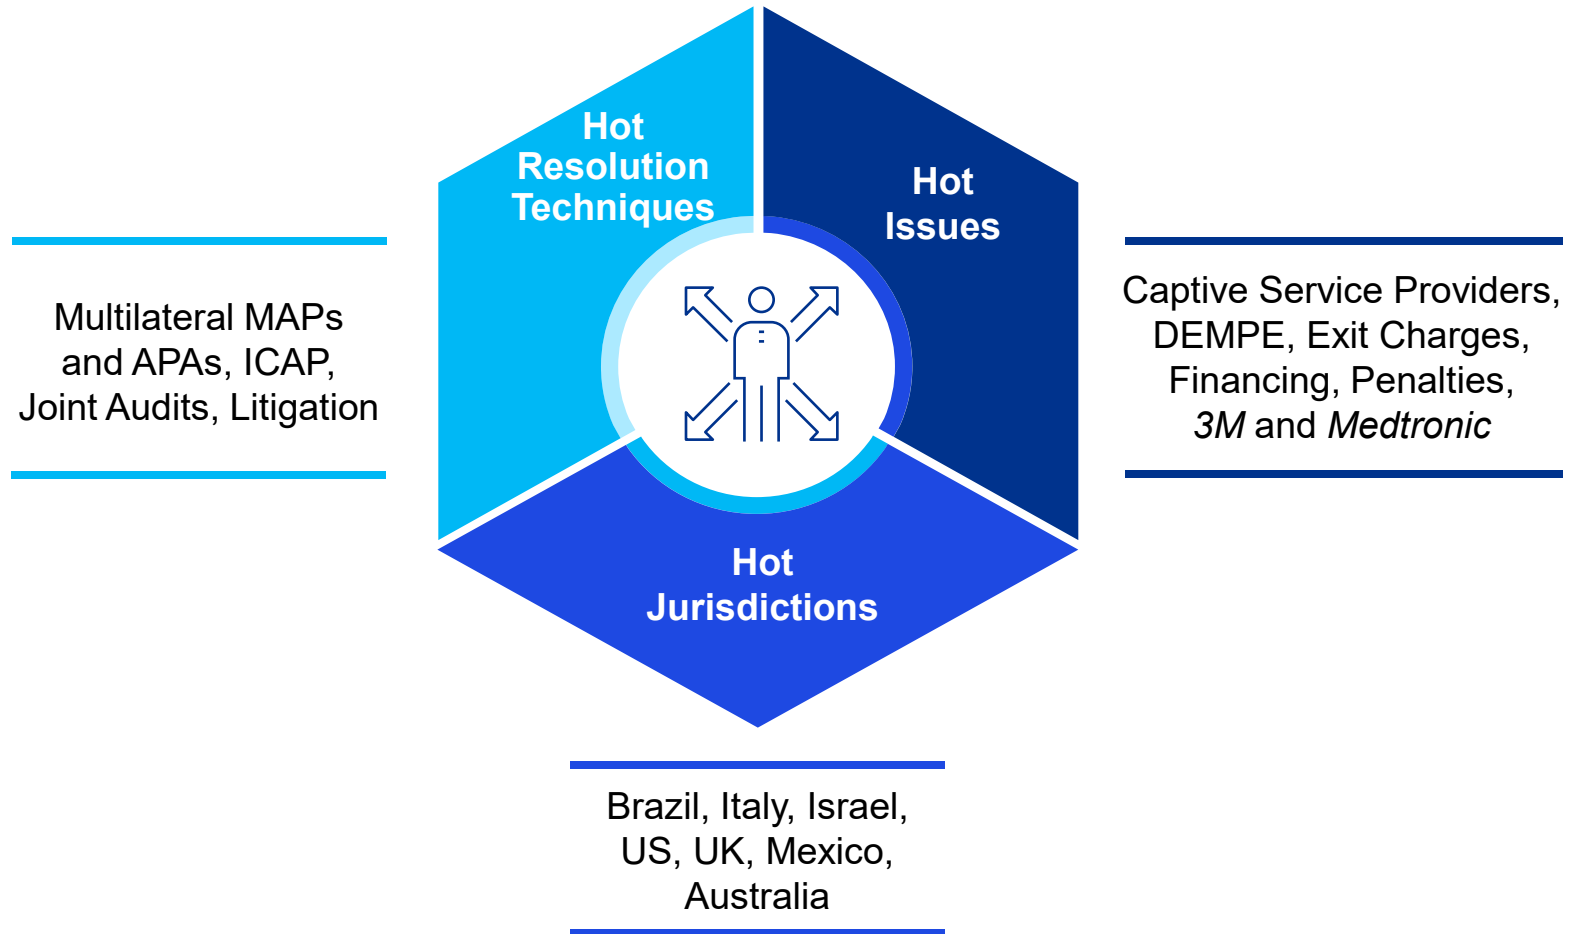 Hot
Resolution
Techniques
Hot
Issues
Multilateral MAPs
and APAs, ICAP,
Joint Audits, Litigation
Captive Service Providers,
DEMPE, Exit Charges,
Financing, Penalties,
3M and Medtronic
Hot
Jurisdictions
Brazil, Italy, Israel,
US, UK, Mexico,
Australia